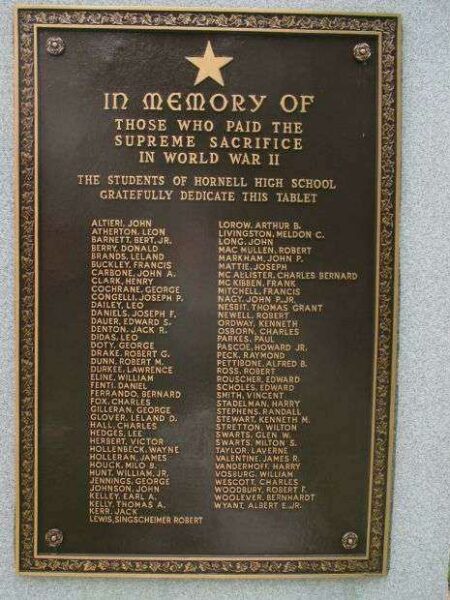 IN MEMORY OF
THOSE WHO PAID THE
SUPREME SACRIFICE
IN WORLD WAR II
THE STUDENTS OF HORNELL HIGH SCHOOL
GRATEFULLY DEDICATE THIS TABLET
ALTIERI, JOHN
ATHERTON, LEON
BARNETT, BERT, JR.
BERRY, DONALD
BRANDS, LELAND
BUCKLEY, FRANCIS
CARBONE, JOHN A.
CLARK, HENRY
COCHRANE, GEORGE
CONGELLI, JOSEPH P.
DAILEY, LEO
DANIELS, JOSEPH F.
DAUER, EDWARD S.
DENTON, JACK R.
DIDAS, LEO
DOTY, GEORGE
DRAKE, ROBERT G.
DUNN, ROBERT M.
DURKEE, LAWRENCE
ELINE, WILLIAM
FENTI, DANIEL
FERRANDO, BERNARD
FOX, CHARLES
GILLERAN, GEORGE
GLOVER, LELAND D.
HALL, CHARLES
HEDGES, LEE
HERBERT, VICTOR
HOLLENBECK, WAYNE
HOLLERAN, JAMES
HOUCK, MILO B.
HUNT, WILLIAM, JR.
JENNINGS, GEORGE
JOHNSON, JOHN
KELLEY, EARL A.
KELLY, THOMAS A.
KERR, JACK
LEWIS, SINGSCHEIMER ROBERT
LOROW, ARTHUR B.
LIVINGSTON, MELDON C.
LONG, JOHN
MAC MULLEN, ROBERT
MARKHAM, JOHN P.
MATTIE, JOSEPH
MC ALLISTER, CHARLES BERNARD
MC KIBBEN, FRANK
MITCHELL, FRANCIS
NAGY, JOHN P. JR.
NESBIT, THOMAS GRANT
NEWELL, ROBERT
ORDWAY, KENNETH
OSBORN, CHARLES
PARKES, PAUL
PASCOE, HOWARD JR.
PECK, RAYMOND
PETTIBONE, ALFRED B.
ROSS, ROBERT
ROUSCHER, EDWARD
SCHOLES, EDWARD
SMITH, VINCENT
STADELMAN, HARRY
STEPHENS, RANDALL
STEWART, KENNETH M.
STRETTON, WILTON
SWARTS, GLEN W.
SWARTS, MILTON S.
TAYLOR, LAVERNE
VALENTINE, JAMES R.
VANDERHOFF, HARRY
VOSBURG, WILLIAM
WESCOTT, CHARLES
WOODBURY, ROBERT F.
WOOLEVER, BERNHARDT
WYANT, ALBERT E. JR.